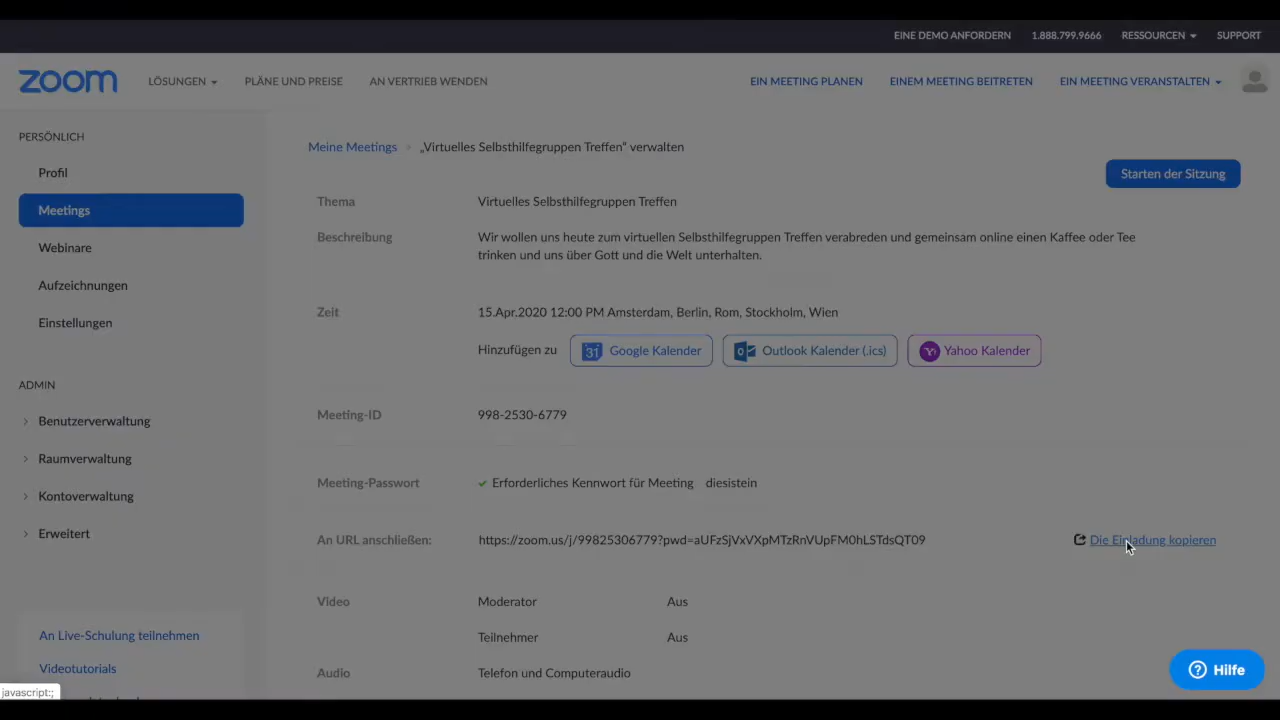 EINE DEMO ANFORDERN 1.888.799.9666 RESSOURCEN SUPPORT
zoom LÖSUNGEN PLÄNE UND PREISE AN VERTRIEB WENDEN EIN MEETING PLANEN EINEM MEETING BEITRETEN EIN MEETING VERANSTALTEN
PERSÖNLICH
Profil
Meetings
Webinare
Aufzeichnungen
Einstellungen
ADMIN
Benutzerverwaltung
Raumverwaltung
Kontoverwaltung
Erweitert
An Live-Schulung teilnehmen
Videotutorials
Meine Meetings „Virtuelles Selbsthilfegruppen Treffen“ verwalten
Starten der Sitzung
Thema Virtuelles Selbsthilfegruppen Treffen
Beschreibung Wir wollen uns heute zum virtuellen Selbsthilfegruppen Treffen verabreden und gemeinsam online einen Kaffee oder Tee
trinken und uns über Gott und die Welt unterhalten.
Zeit 15.Apr.2020 12:00 PM Amsterdam, Berlin, Rom, Stockholm, Wien
Hinzufügen zu 31 Google Kalender Outlook Kalender (.ics) Yahoo Kalender
Meeting-ID 998-2530-6779
Meeting-Passwort Erforderliches Kennwort für Meeting diesistein
An URL anschließen: https://zoom.us/j/99825306779?pwd=aUFzSjVxVXpMTzRnVUpFM0hLSTdsQT09 Die Einladung kopieren
Video Moderator Aus
Teilnehmer Aus
Audio Telefon und Computeraudio
Hilfe
javascript:;